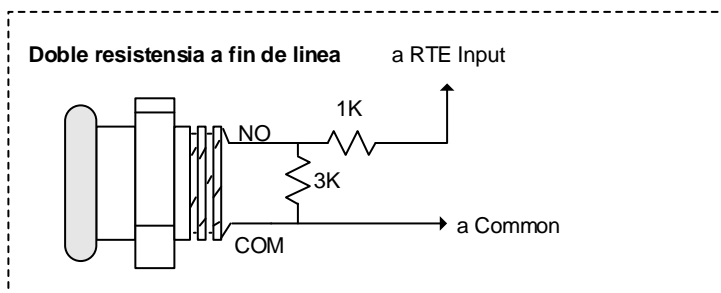 Doble resistensia a fin de linea
a RTE Input
1K
NO
3K
a Common
COM